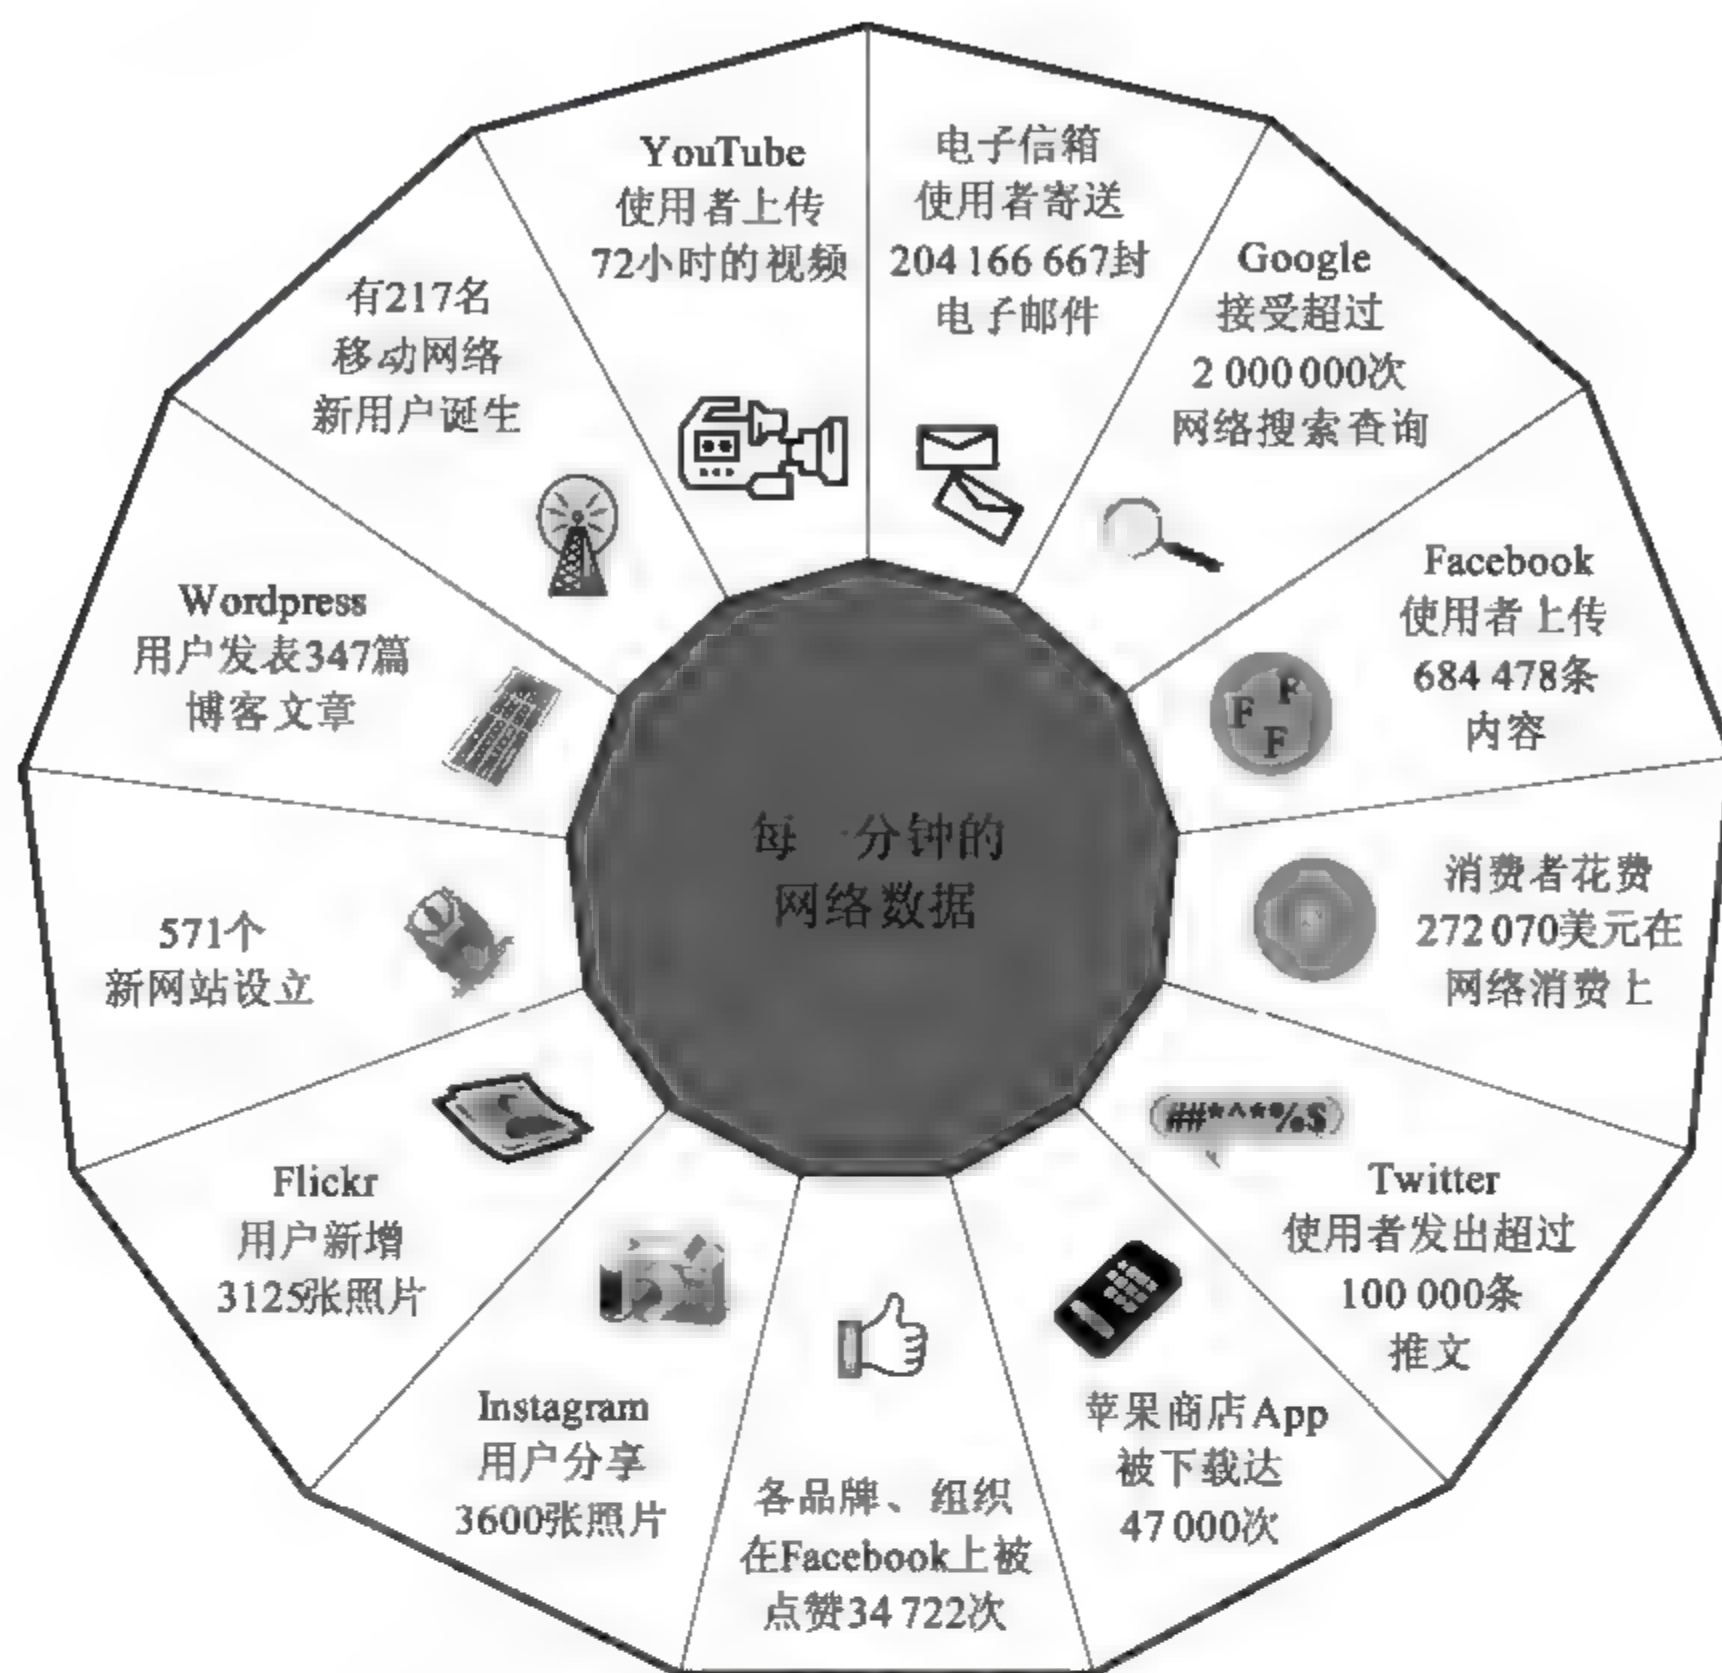 每一分钟的
网络数据
电子信箱
使用者寄送
204 166 667封
电子邮件
Google
接受超过
2 000 000次
网络搜索查询
Facebook
使用者上传
684 478条
内容
F
F
F
消费者花费
272 070美元在
网络消费上
(##*^*%$)
Twitter
使用者发出超过
100 000条
推文
苹果商店App
被下载达
47 000次
各品牌、组织
在Facebook上被
点赞34 722次
Instagram
用户分享
3600张照片
Flickr
用户新增
3125张照片
571个
新网站设立
Wordpress
用户发表347篇
博客文章
有217名
移动网络
新用户诞生
YouTube
使用者上传
72小时的视频